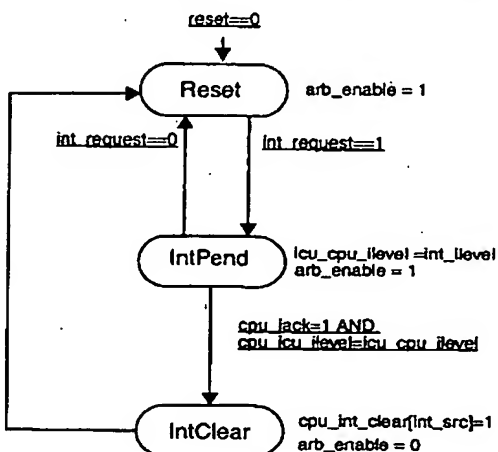 reset==0
Reset
arb_enable = 1
int_request==0
int_request==1
IntPend
icu_cpu_ilevel =int_ilevel
arb_enable = 1
cpu_iack=1 AND
cpu_icu_ilevel=icu_cpu_ilevel
IntClear
cpu_int_clear[int_src]=1
arb_enable = 0